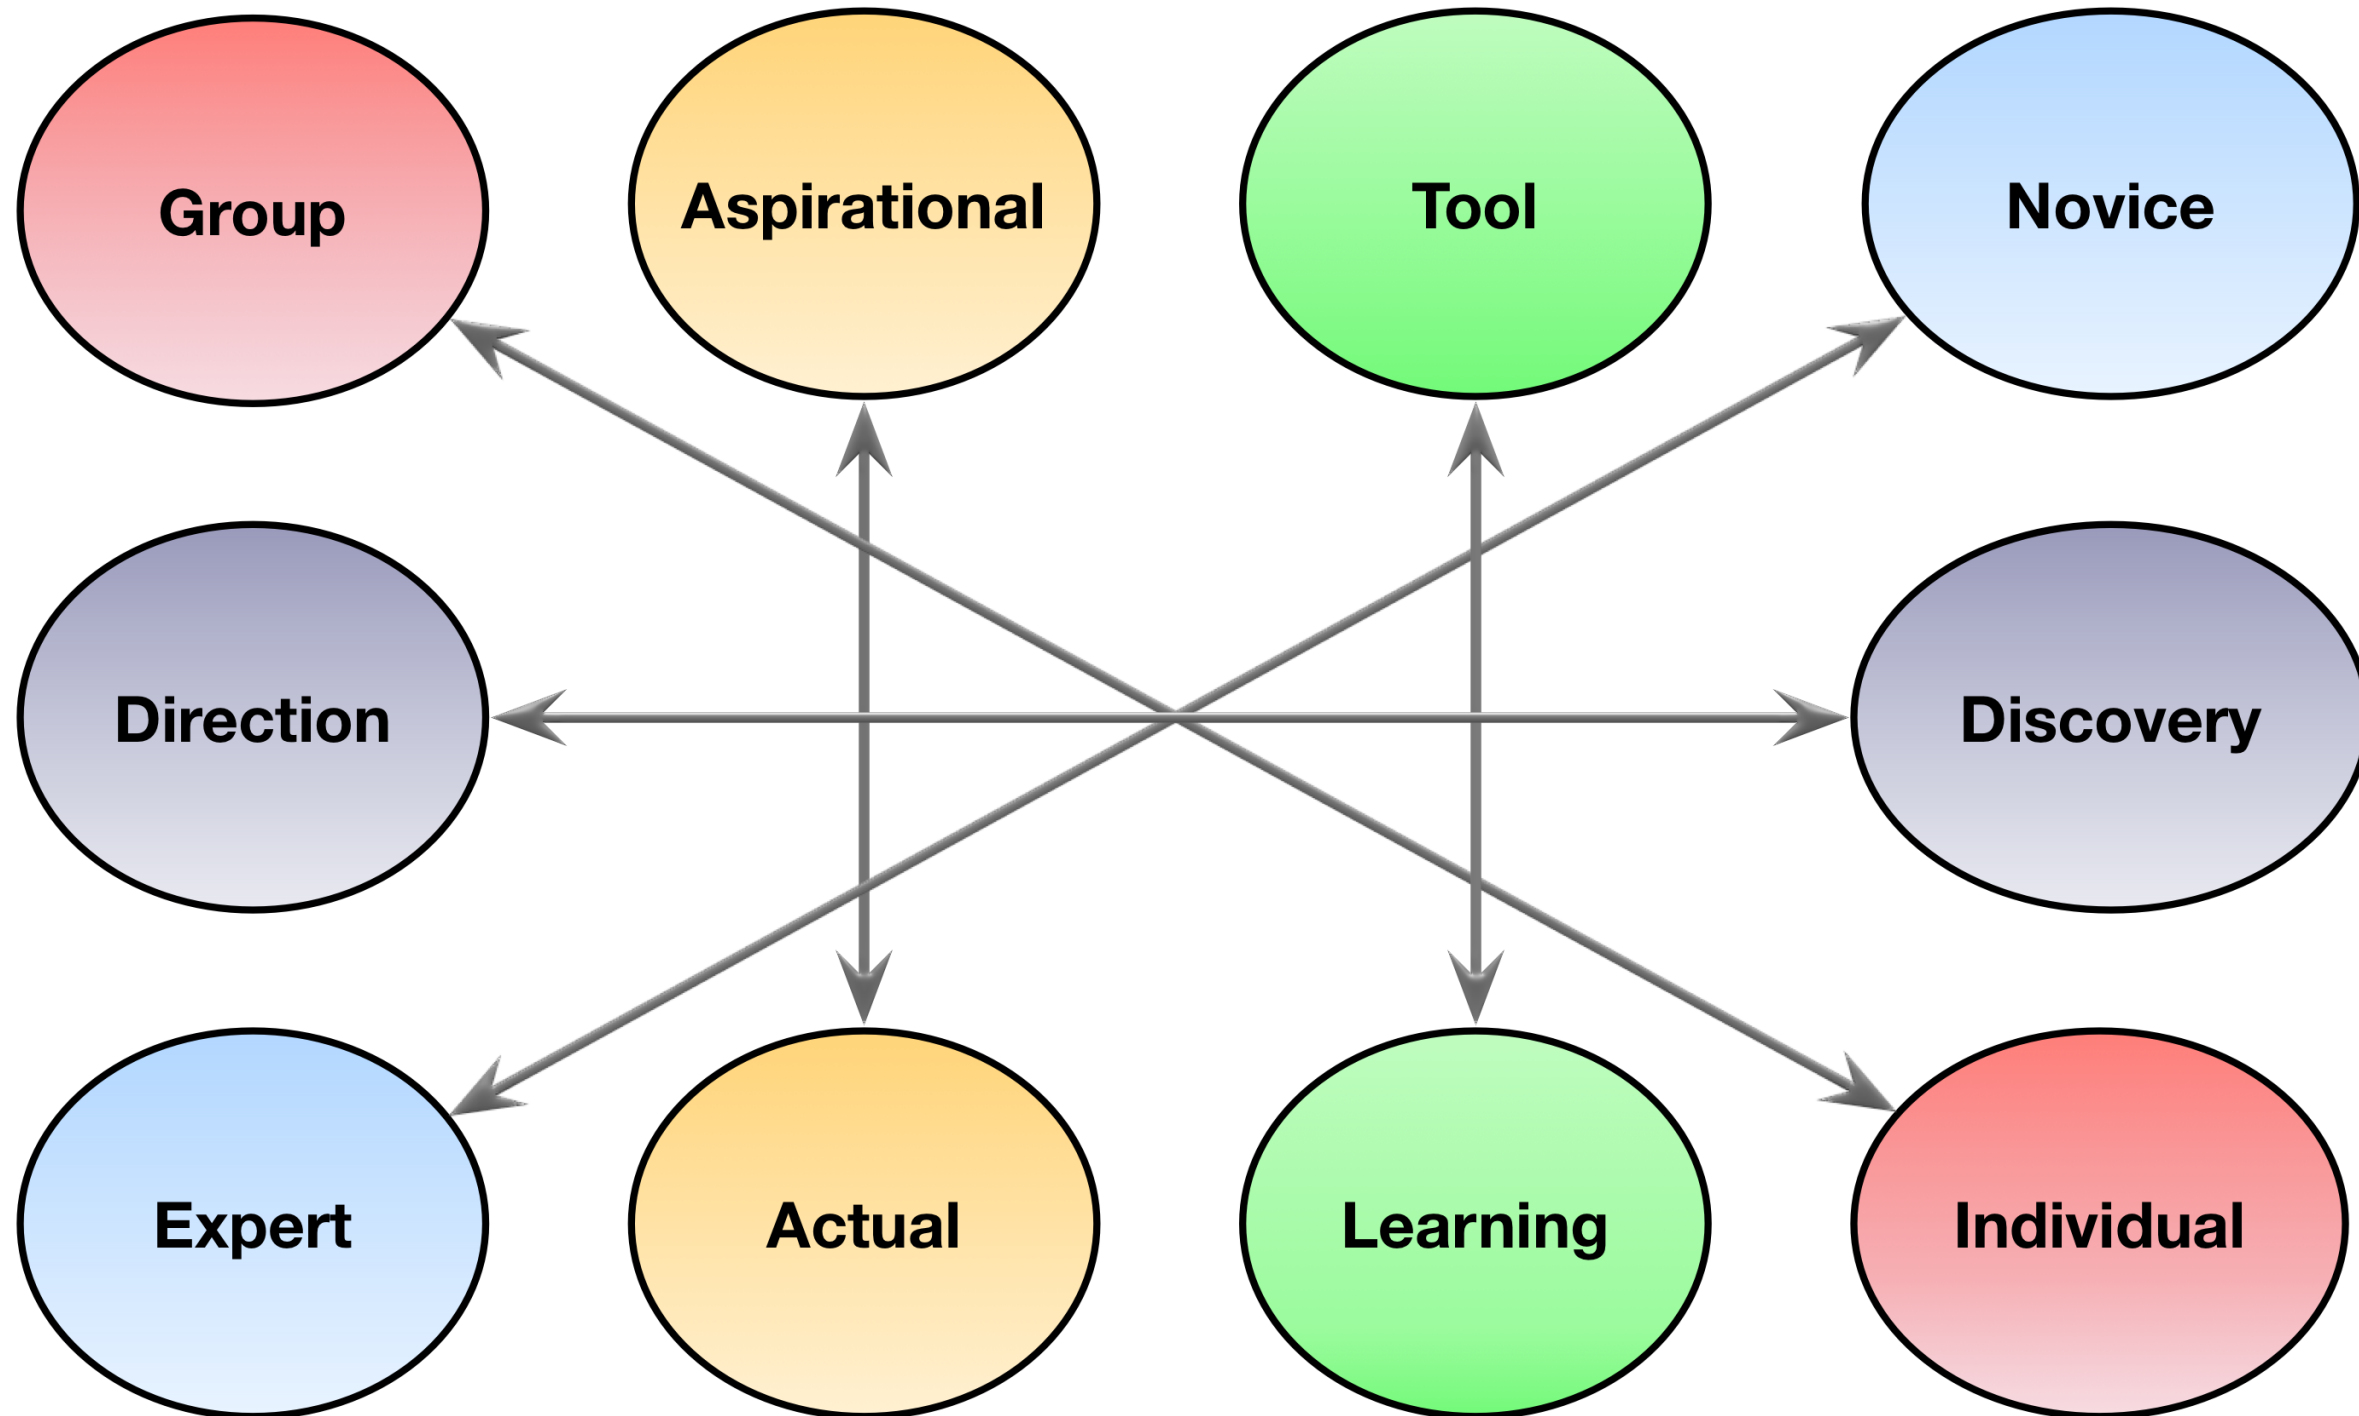 Group
Aspirational
Tool
Novice
Direction
Discovery
Expert
Actual
Learning
Individual